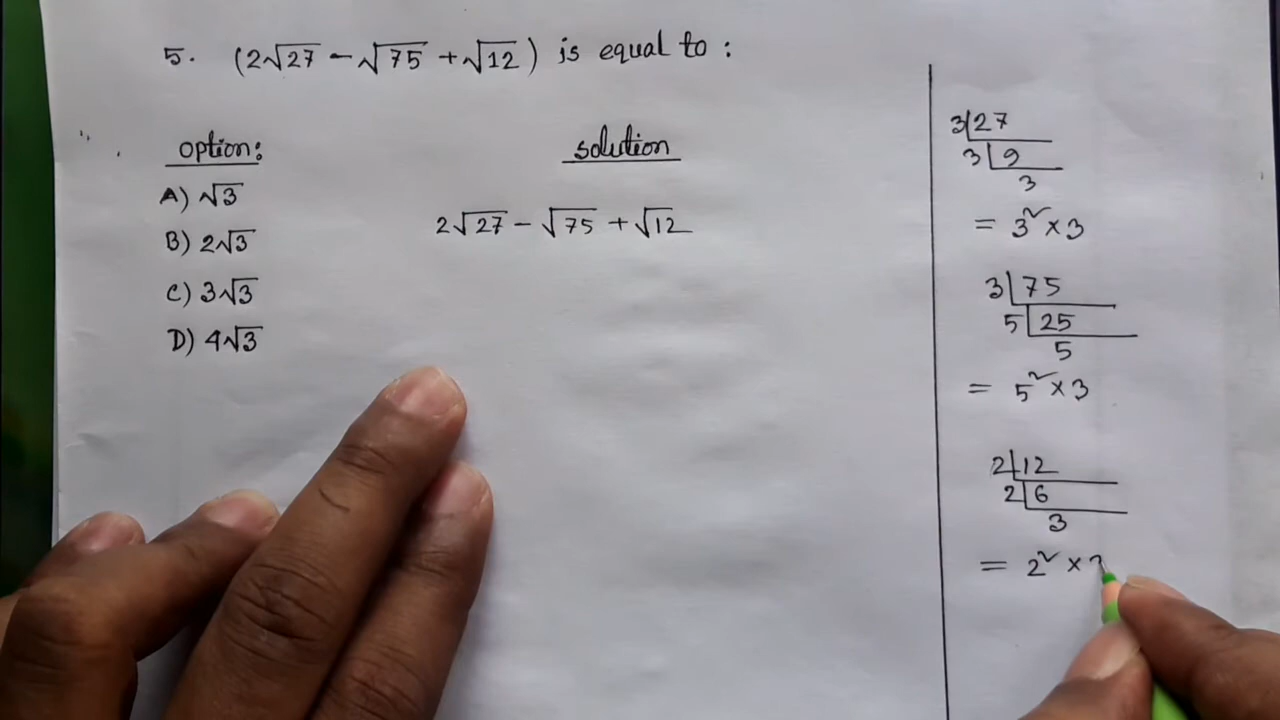 5. (2√27 − √75 + √12) is equal to :
option:
A) √3
B) 2√3
C) 3√3
D) 4√3
solution
2√27 − √75 + √12
3 27
3 9
3
= 3² × 3
3 75
5 25
5
= 5² × 3
2 12
2 6
3
= 2² ×